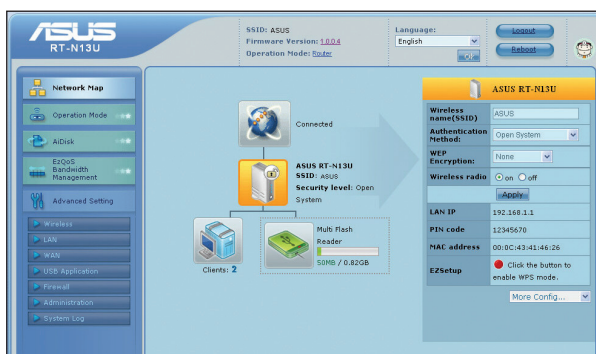 ASUS
RT-N13U
SSID: ASUS
Firmware Version: 1.0.0.4
Operation Mode: Router
Language:
English
Logout
Reboot
Network Map
Operation Mode
AiDisk
EzQoS
Bandwidth
Management
Advanced Setting
Wireless
LAN
WAN
USB Application
Firewall
Administration
System Log
Connected
ASUS RT-N13U
SSID: ASUS
Security level: Open
System
Clients: 2
Multi Flash
Reader
50MB / 0.82GB
ASUS RT-N13U
Wireless
name(SSID)
ASUS
Authentication
Method:
Open System
WEP
Encryption:
None
Wireless radio
on off
Apply
LAN IP
192.168.1.1
PIN code
12345670
MAC address
00:0C:43:41:46:26
EZSetup
Click the button to
enable WPS mode.
More Config...